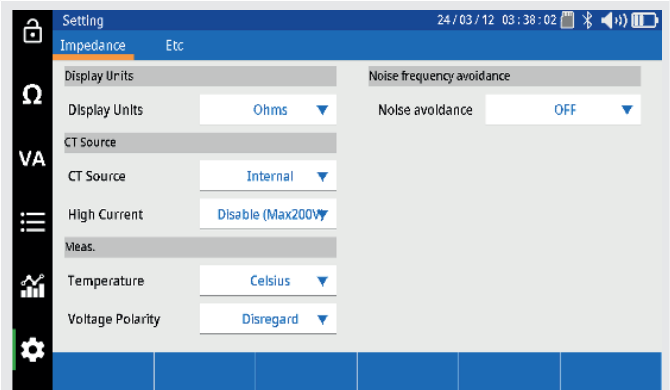 Setting
24/03/12 03:38:02
Impedance Etc
Display Units
Display Units Ohms
CT Source
CT Source Internal
High Current Disable (Max200V)
Meas.
Temperature Celsius
Voltage Polarity Disregard
Noise frequency avoidance
Noise avoidance OFF
Ω
VA